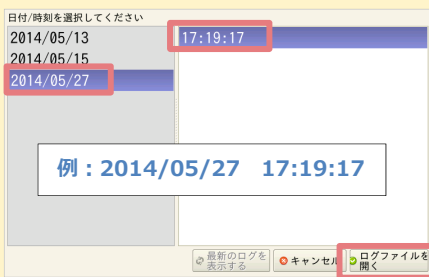 日付/時刻を選択してください
2014/05/13
2014/05/15
2014/05/27
17:19:17
例：2014/05/27　17:19:17
最新のログを
表示する
キャンセル
ログファイルを
開く